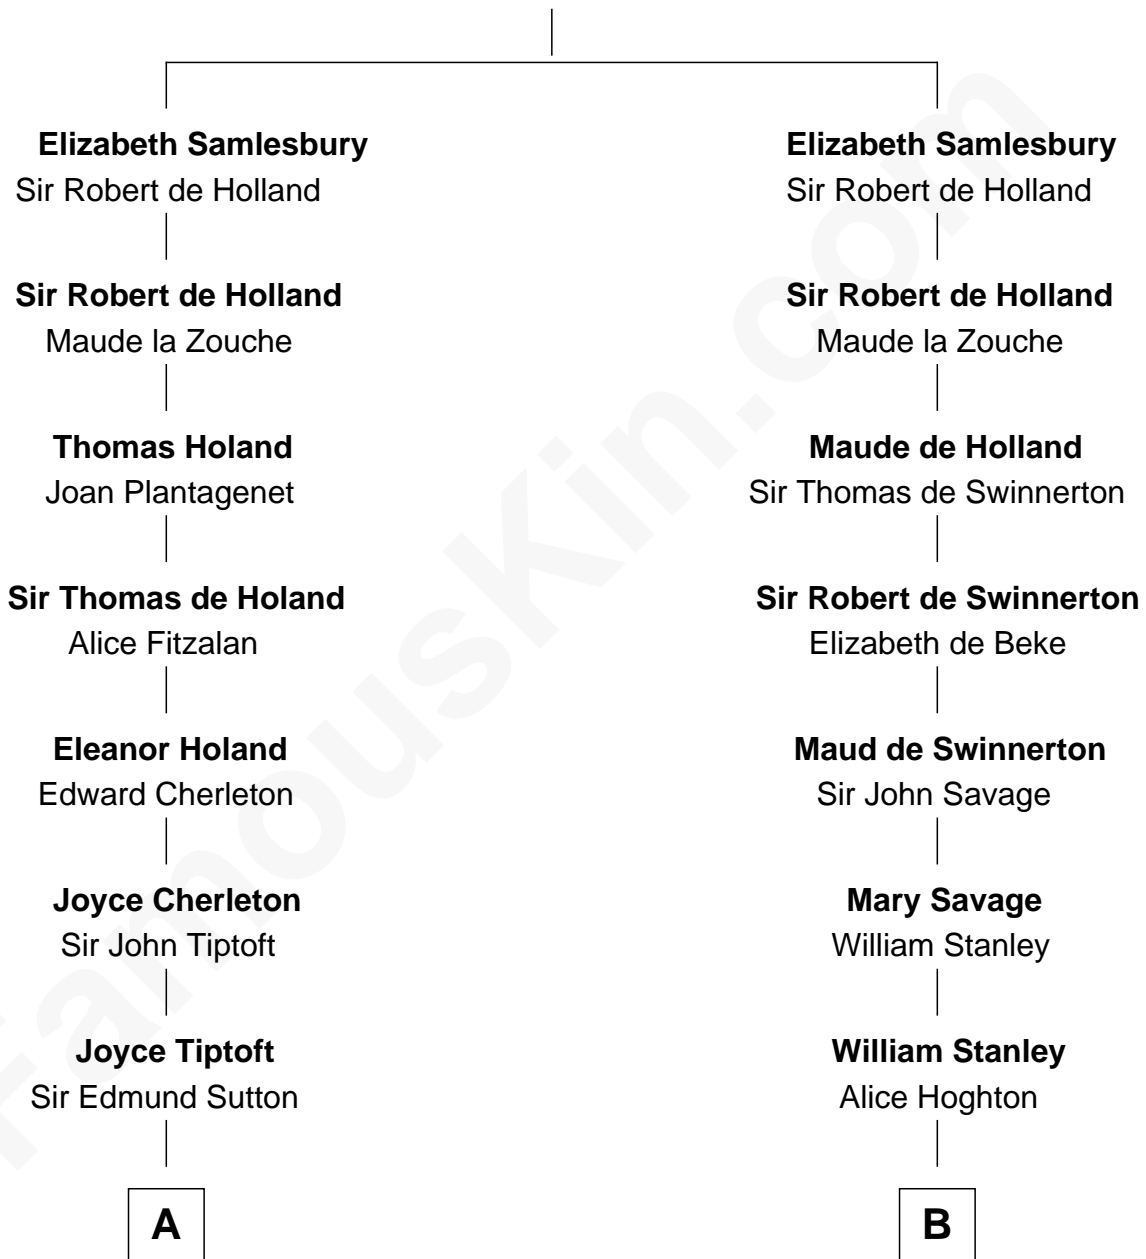 Elizabeth Samlesbury
Sir Robert de Holland
Sir Robert de Holland
Maude la Zouche
Thomas Holand
Joan Plantagenet
Sir Thomas de Holand
Alice Fitzalan
Eleanor Holand
Edward Cherleton
Joyce Cherleton
Sir John Tiptoft
Joyce Tiptoft
Sir Edmund Sutton
A
Elizabeth Samlesbury
Sir Robert de Holland
Sir Robert de Holland
Maude la Zouche
Maude de Holland
Sir Thomas de Swinnerton
Sir Robert de Swinnerton
Elizabeth de Beke
Maud de Swinnerton
Sir John Savage
Mary Savage
William Stanley
William Stanley
Alice Hoghton
B
FamousKin.com